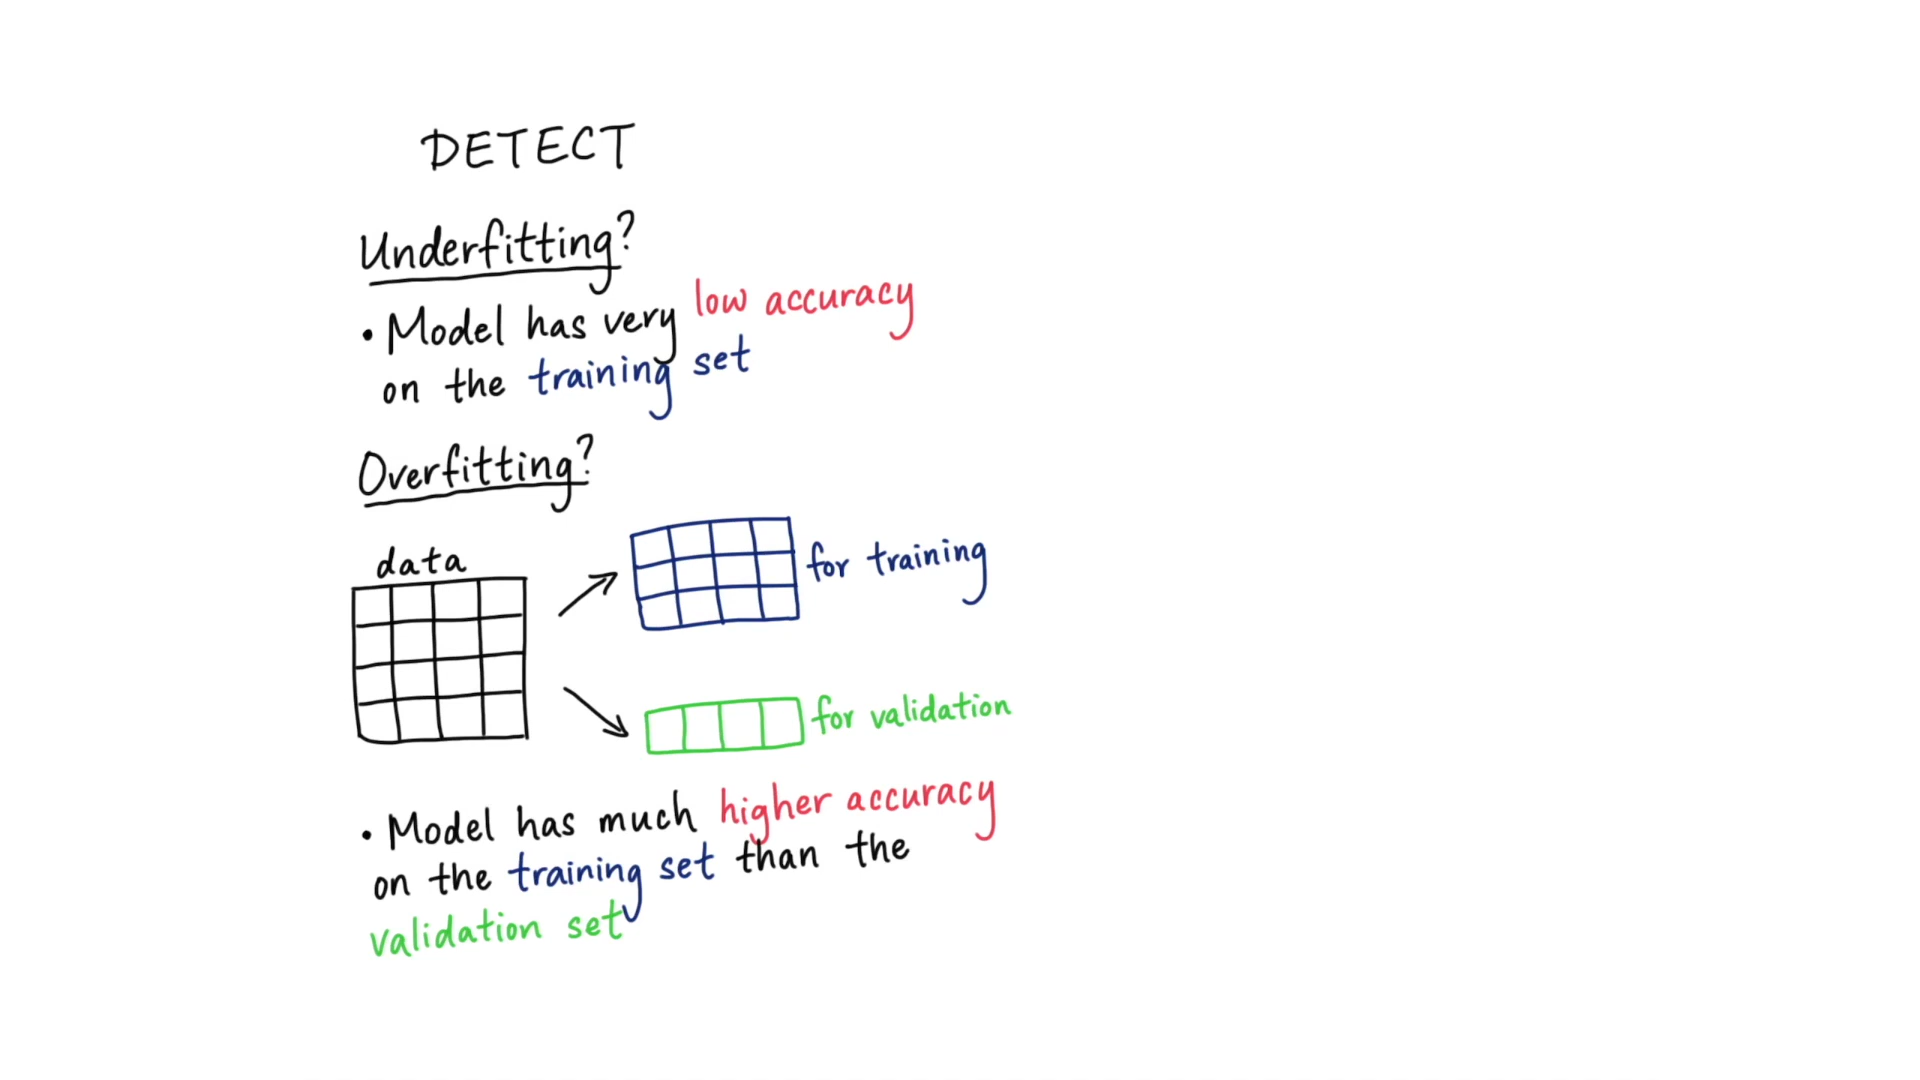 DETECT
Underfitting?
• Model has very low accuracy
on the training set
Overfitting?
data
for training
for validation
• Model has much higher accuracy
on the training set than the
validation set